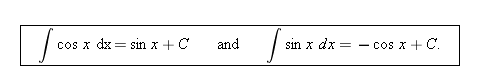 ∫ cos x dx = sin x + C and ∫ sin x dx = − cos x + C.